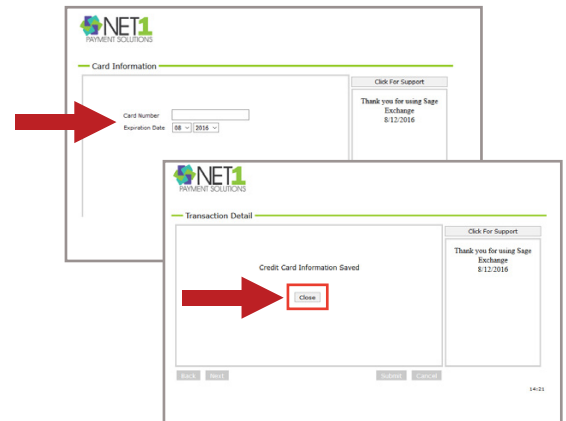 NET1
PAYMENT SOLUTIONS
Card Information
Click For Support
Thank you for using Sage
Exchange
8/12/2016
Card Number
Expiration Date 08 2016
NET1
PAYMENT SOLUTIONS
Transaction Detail
Click For Support
Thank you for using Sage
Exchange
8/12/2016
Credit Card Information Saved
Close
Back Next Submit Cancel
14:21